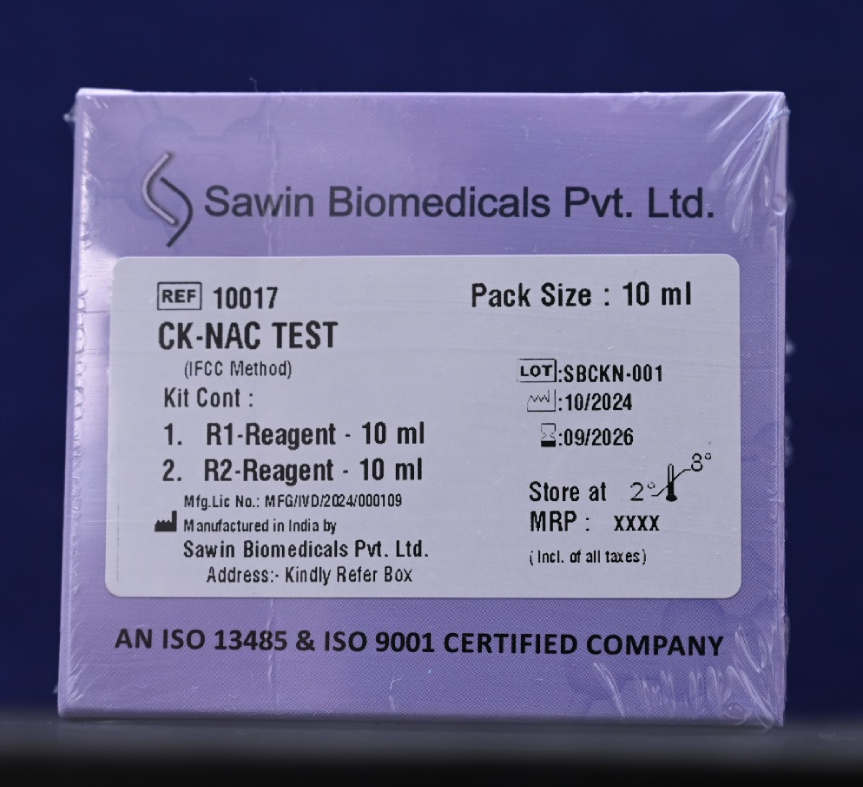 Sawin Biomedicals Pvt. Ltd.
REF 10017
Pack Size : 10 ml
CK-NAC TEST
(IFCC Method)
Kit Cont :
1. R1-Reagent - 10 ml
2. R2-Reagent - 10 ml
LOT:SBCKN-001
:10/2024
:09/2026
Mfg.Lic No.: MFG/IVD/2024/000109
Manufactured in India by
Sawin Biomedicals Pvt. Ltd.
Address:- Kindly Refer Box
Store at 2° 8°
MRP : XXXX
(Incl. of all taxes)
AN ISO 13485 & ISO 9001 CERTIFIED COMPANY